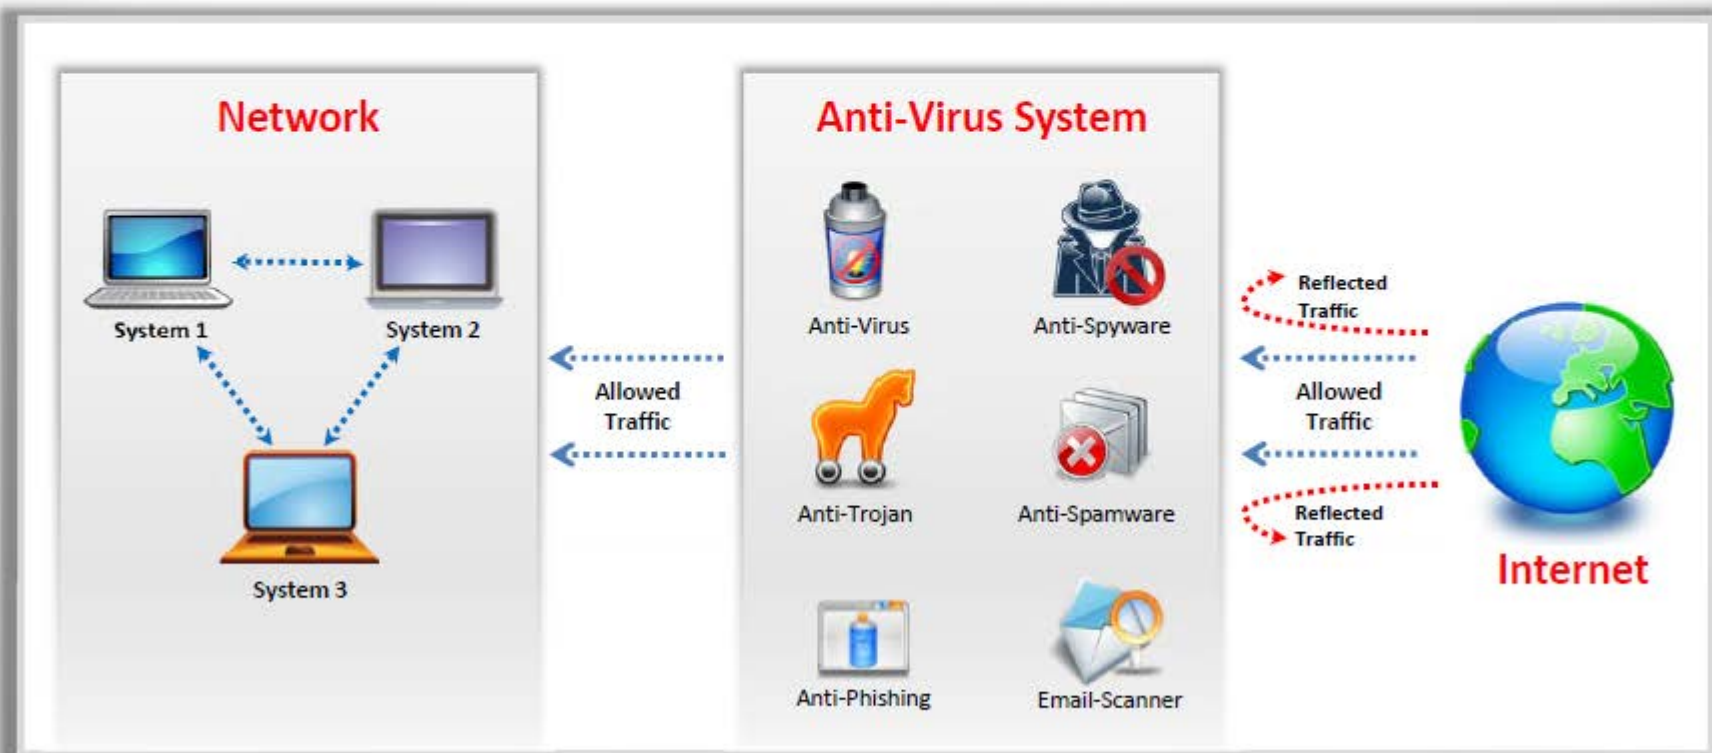 Network
System 1
System 2
System 3
Allowed
Traffic
Anti-Virus System
Anti-Virus
Anti-Spyware
Anti-Trojan
Anti-Spamware
Anti-Phishing
Email-Scanner
Reflected
Traffic
Allowed
Traffic
Reflected
Traffic
Internet